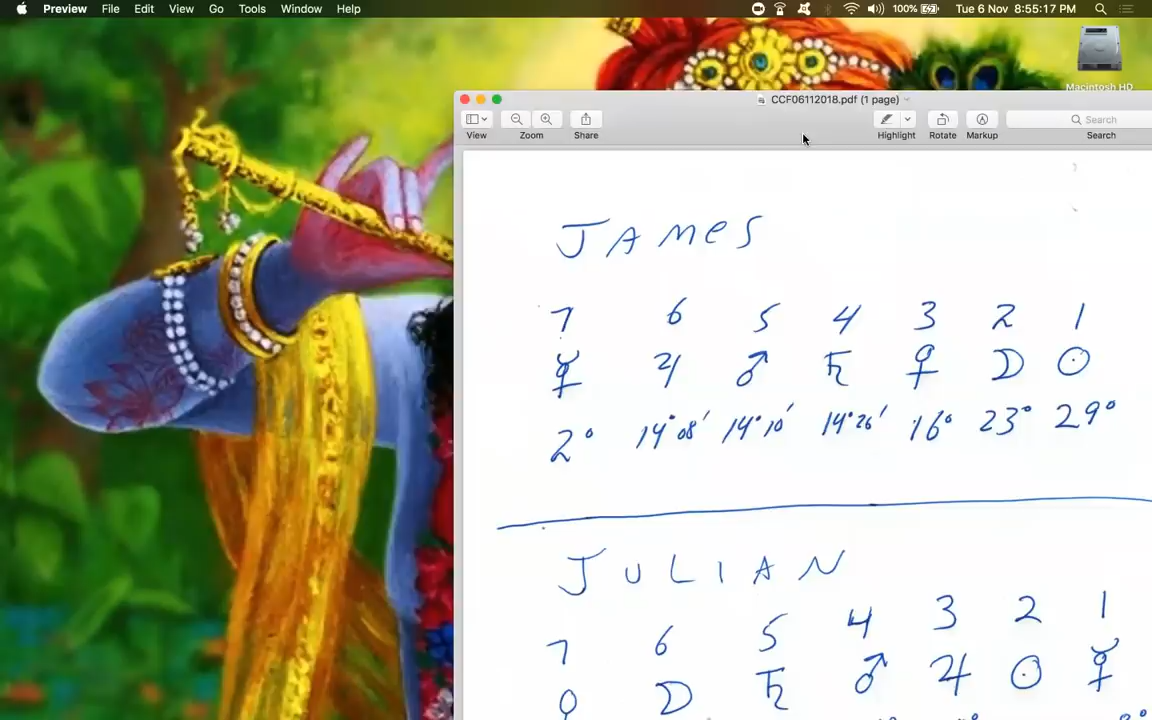 Preview File Edit View Go Tools Window Help 100% Tue 6 Nov 8:55:17 PM
Macintosh HD
CCF06112018.pdf (1 page)
View Zoom Share Highlight Rotate Markup Search
Search
JAMES
7 6 5 4 3 2 1
☿ ♃ ♂ ♄ ♀ ☽ ☉
2° 14°08' 14°10' 14°26' 16° 23° 29°
JULIAN
7 6 5 4 3 2 1
♀ ☽ ♄ ♂ ♃ ☉ ☿